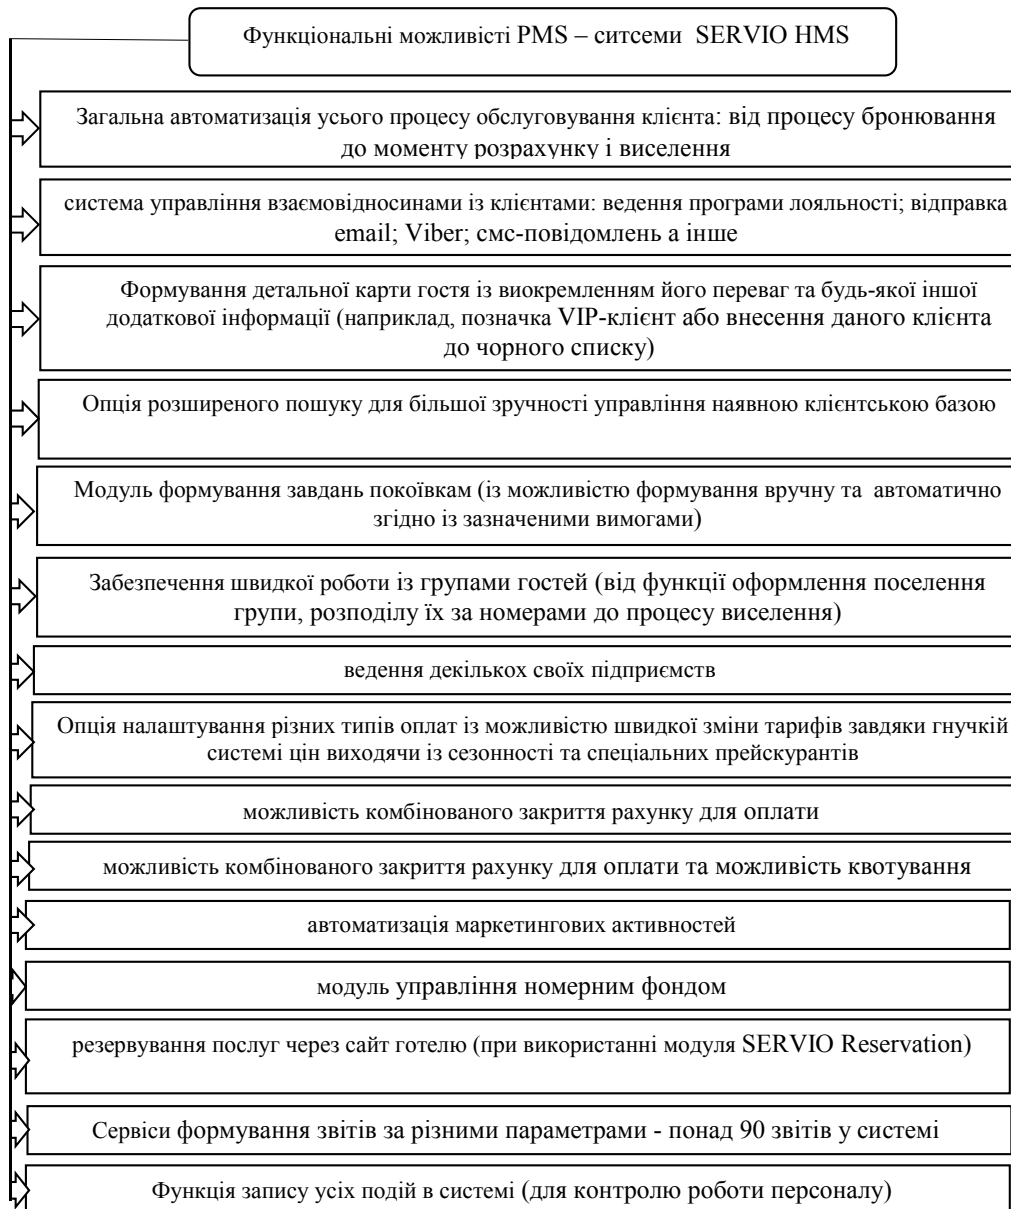 Функціональні можливісті PMS – ситсеми SERVIO HMS
Загальна автоматизація усього процесу обслуговування клієнта: від процесу бронювання
до моменту розрахунку і виселення
система управління взаємовідносинами із клієнтами: ведення програми лояльності; відправка
email; Viber; смс-повідомлень а інше
Формування детальної карти гостя із виокремленням його переваг та будь-якої іншої
додаткової інформації (наприклад, позначка VIP-клієнт або внесення даного клієнта
до чорного списку)
Опція розширеного пошуку для більшої зручності управління наявною клієнтською базою
Модуль формування завдань покоївкам (із можливістю формування вручну та автоматично
згідно із зазначеними вимогами)
Забезпечення швидкої роботи із групами гостей (від функції оформлення поселення
групи, розподілу їх за номерами до процесу виселення)
ведення декількох своїх підприємств
Опція налаштування різних типів оплат із можливістю швидкої зміни тарифів завдяки гнучкій
системі цін виходячи із сезонності та спеціальних прейскурантів
можливість комбінованого закриття рахунку для оплати
можливість комбінованого закриття рахунку для оплати та можливість квотування
автоматизація маркетингових активностей
модуль управління номерним фондом
резервування послуг через сайт готелю (при використанні модуля SERVIO Reservation)
Сервіси формування звітів за різними параметрами - понад 90 звітів у системі
Функція запису усіх подій в системі (для контролю роботи персоналу)